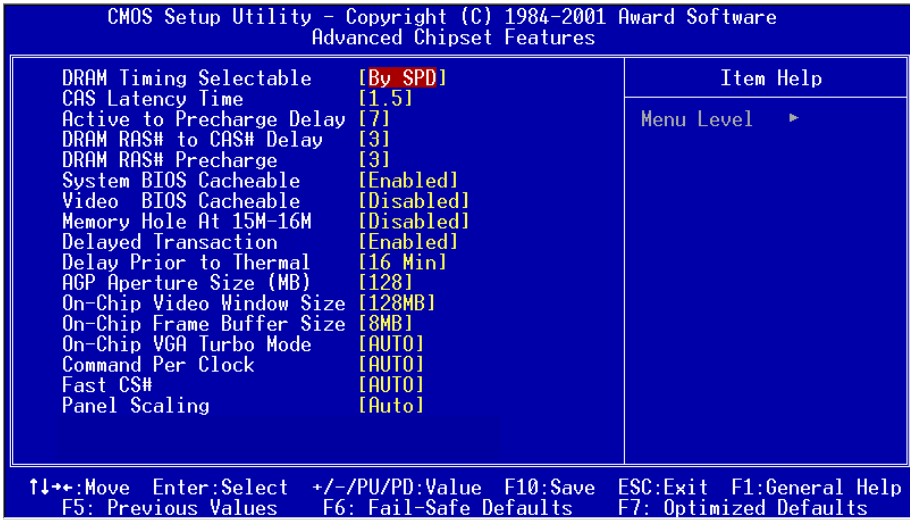 CMOS Setup Utility – Copyright (C) 1984–2001 Award Software
Advanced Chipset Features
DRAM Timing Selectable [By SPD]
CAS Latency Time [1.5]
Active to Precharge Delay [7]
DRAM RAS# to CAS# Delay [3]
DRAM RAS# Precharge [3]
System BIOS Cacheable [Enabled]
Video BIOS Cacheable [Disabled]
Memory Hole At 15M–16M [Disabled]
Delayed Transaction [Enabled]
Delay Prior to Thermal [16 Min]
AGP Aperture Size (MB) [128]
On–Chip Video Window Size [128MB]
On–Chip Frame Buffer Size [8MB]
On–Chip VGA Turbo Mode [AUTO]
Command Per Clock [AUTO]
Fast CS# [AUTO]
Panel Scaling [Auto]
Item Help
Menu Level ►
↑↓→←:Move Enter:Select +/–/PU/PD:Value F10:Save ESC:Exit F1:General Help
F5: Previous Values F6: Fail–Safe Defaults F7: Optimized Defaults